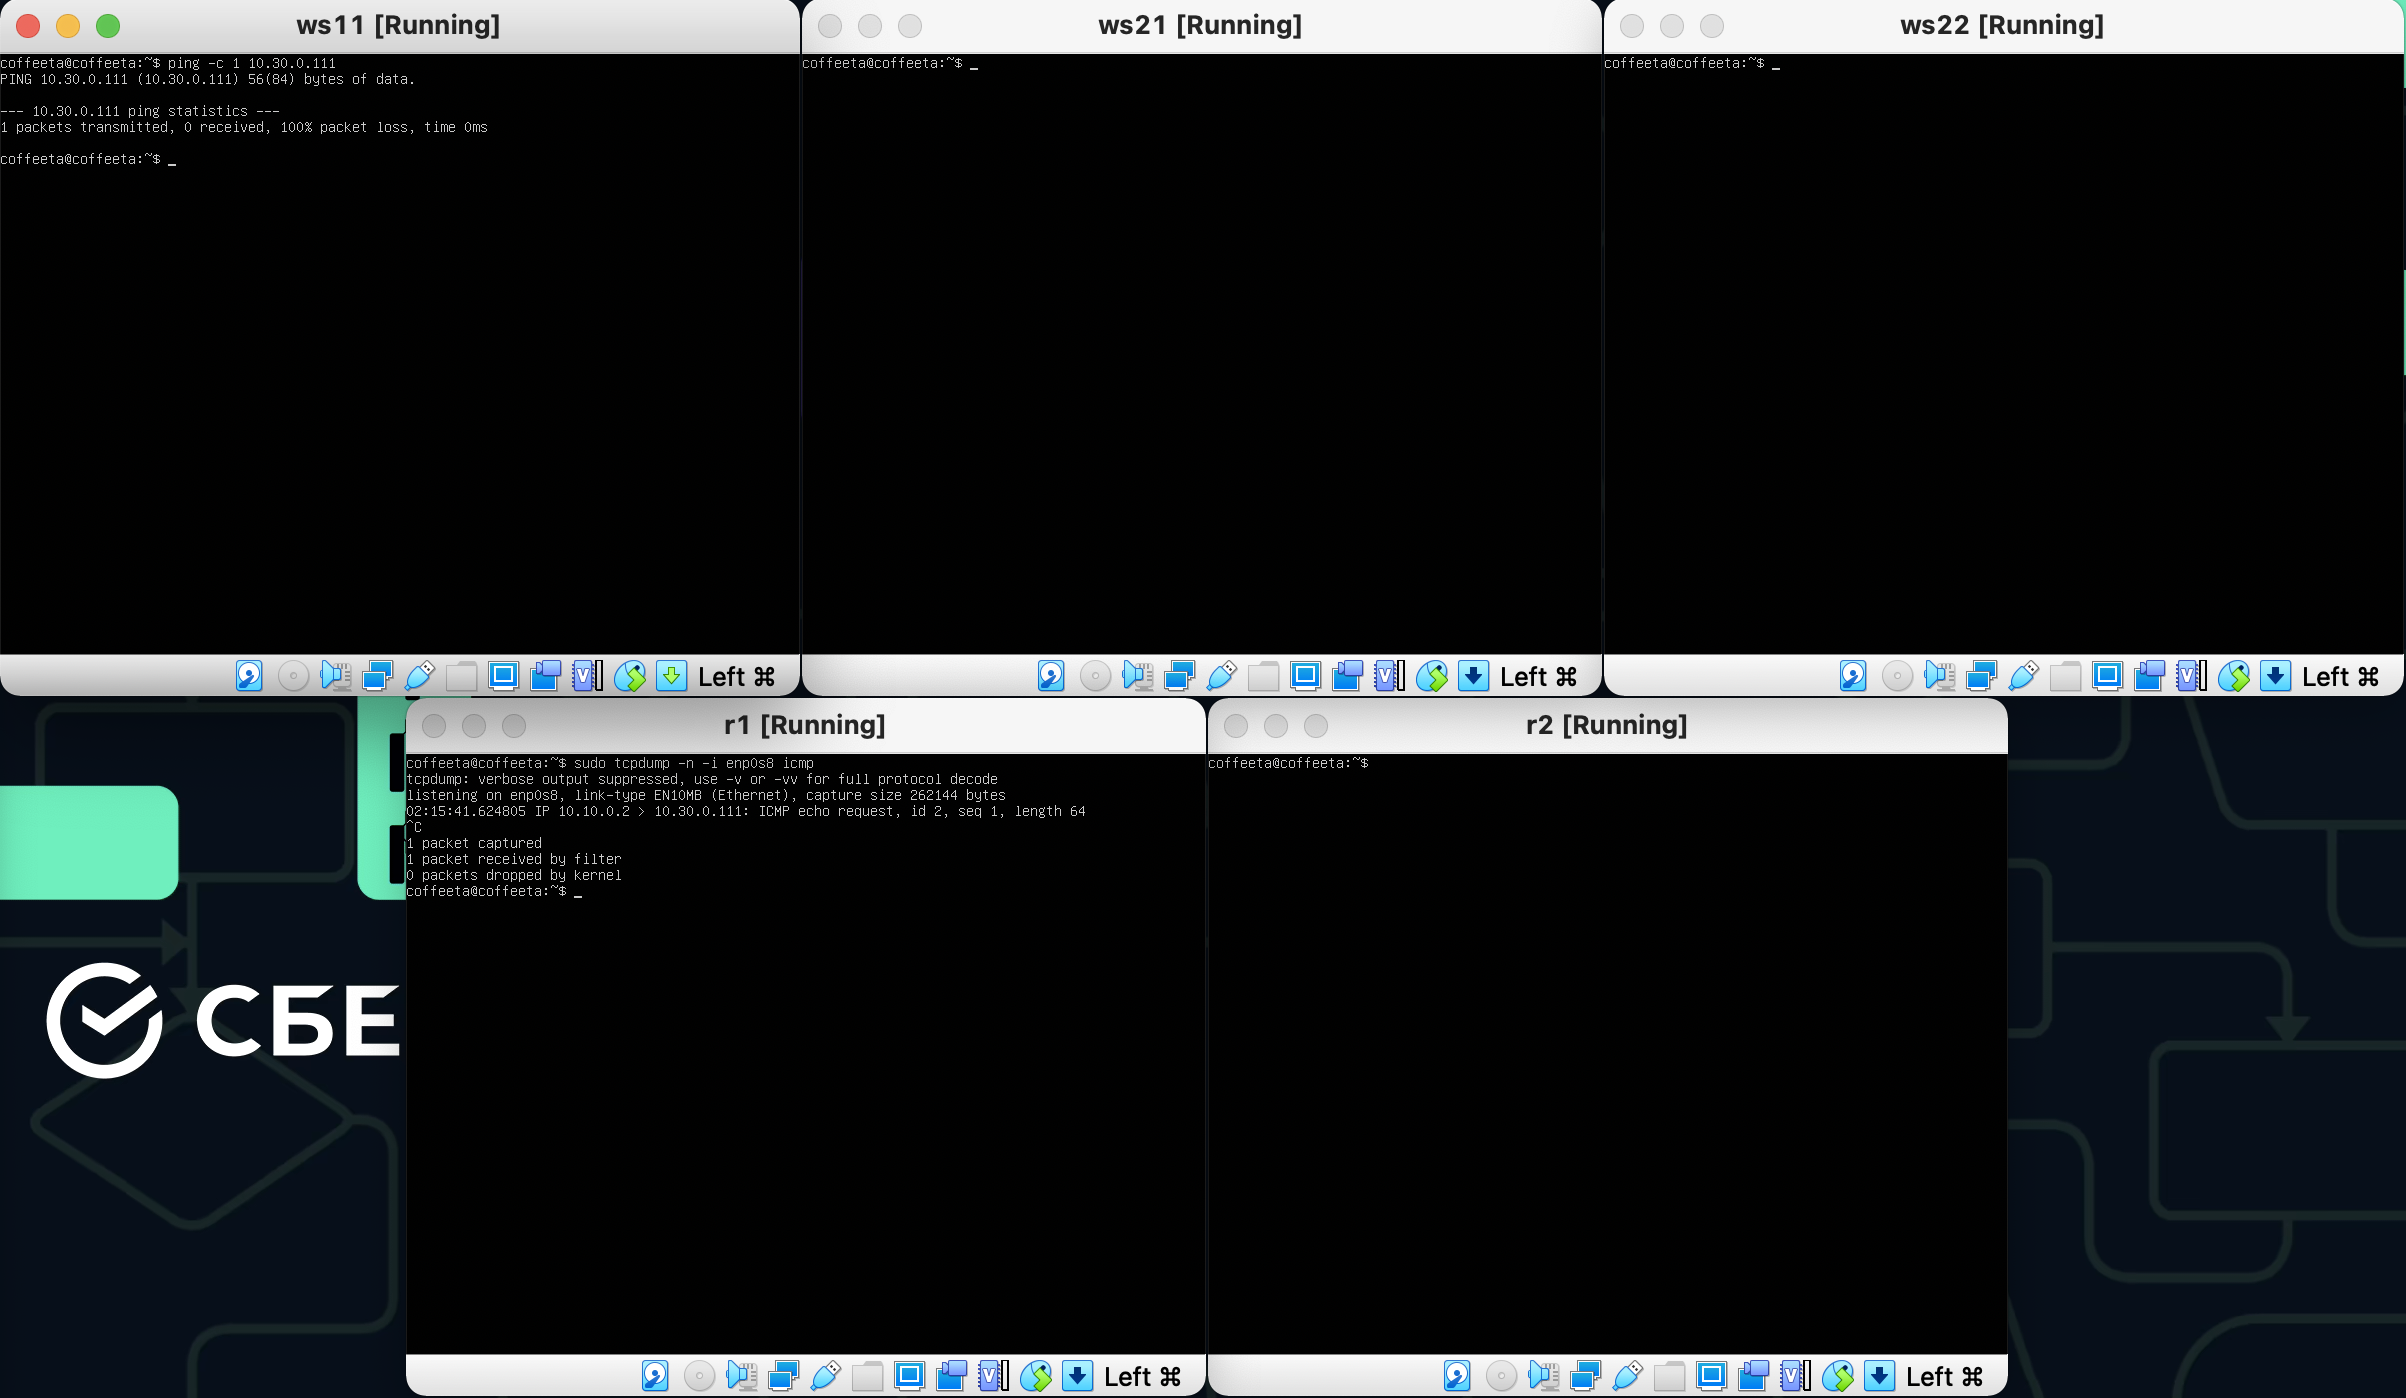 ws11 [Running]
coffeeta@coffeeta:~$ ping -c 1 10.30.0.111
PING 10.30.0.111 (10.30.0.111) 56(84) bytes of data.
--- 10.30.0.111 ping statistics ---
1 packets transmitted, 0 received, 100% packet loss, time 0ms
coffeeta@coffeeta:~$ _
Left ⌘
ws21 [Running]
coffeeta@coffeeta:~$ _
Left ⌘
ws22 [Running]
coffeeta@coffeeta:~$ _
Left ⌘
r1 [Running]
coffeeta@coffeeta:~$ sudo tcpdump -n -i enp0s8 icmp
tcpdump: verbose output suppressed, use -v or -vv for full protocol decode
listening on enp0s8, link-type EN10MB (Ethernet), capture size 262144 bytes
02:15:41.624805 IP 10.10.0.2 > 10.30.0.111: ICMP echo request, id 2, seq 1, length 64
^C
1 packet captured
1 packet received by filter
0 packets dropped by kernel
coffeeta@coffeeta:~$ _
Left ⌘
r2 [Running]
coffeeta@coffeeta:~$
Left ⌘
СБЕ